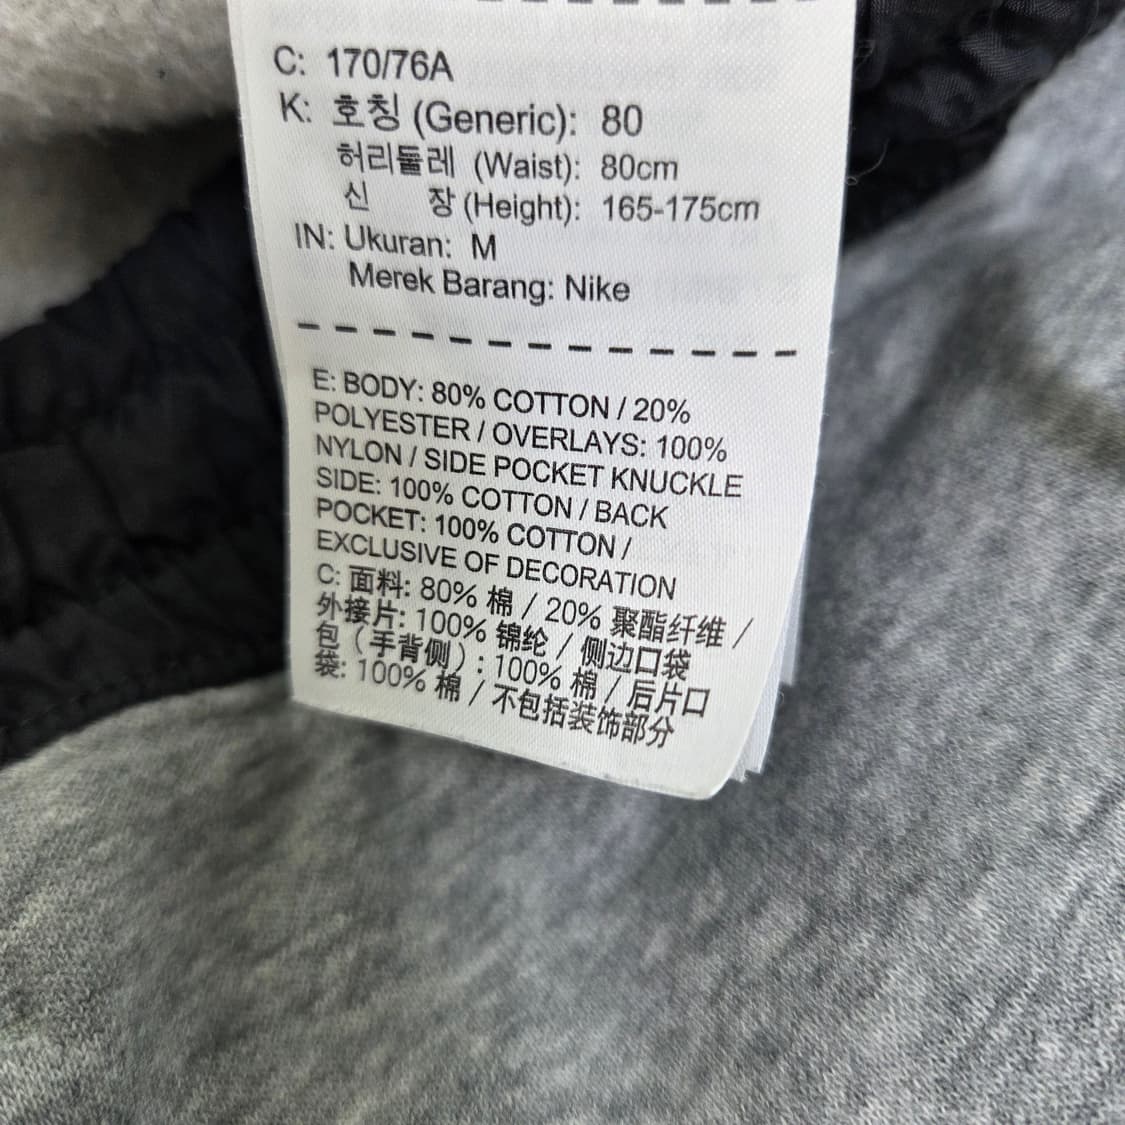 C: 170/76A
K: 호칭 (Generic): 80
허리둘레 (Waist): 80cm
신 장 (Height): 165-175cm
IN: Ukuran: M
Merek Barang: Nike
E: BODY: 80% COTTON / 20%
POLYESTER / OVERLAYS: 100%
NYLON / SIDE POCKET KNUCKLE
SIDE: 100% COTTON / BACK
POCKET: 100% COTTON /
EXCLUSIVE OF DECORATION
C: 面料: 80% 棉 / 20% 聚酯纤维 /
外接片: 100% 锦纶 / 侧边口袋
包 (手背侧) : 100% 棉 / 后片口
袋: 100% 棉 / 不包括装饰部分